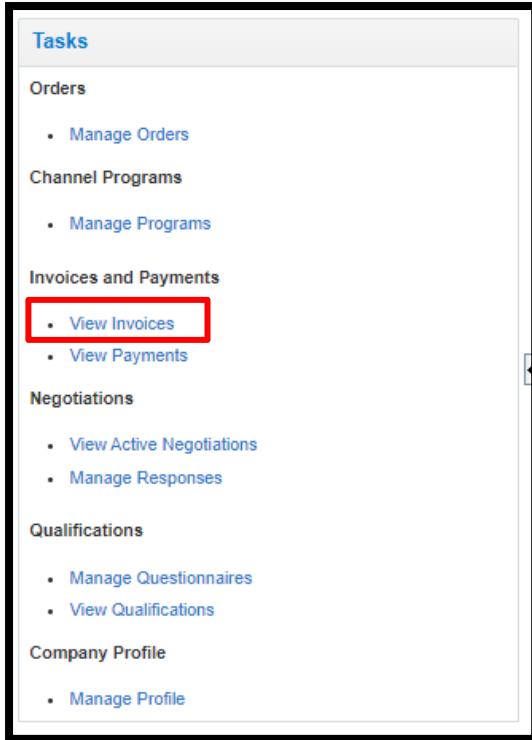 Tasks
Orders
Manage Orders
Channel Programs
Manage Programs
Invoices and Payments
View Invoices
View Payments
Negotiations
View Active Negotiations
Manage Responses
Qualifications
Manage Questionnaires
View Qualifications
Company Profile
Manage Profile